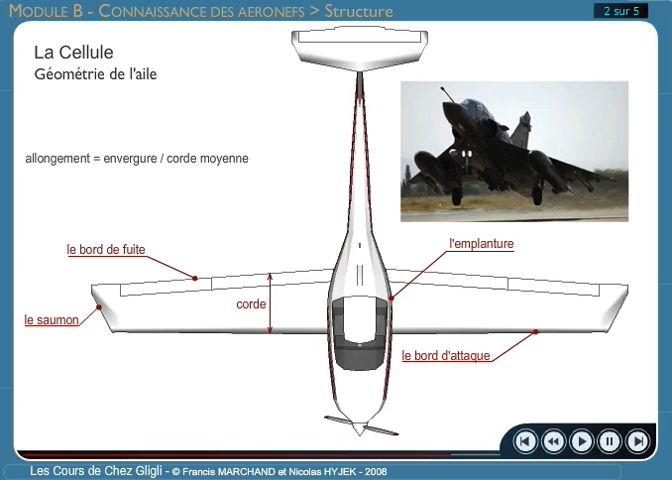 MODULE B - CONNAISSANCE DES AERONEFS > Structure
2 sur 5
La Cellule
Géométrie de l'aile
allongement = envergure / corde moyenne
le bord de fuite
l'emplanture
corde
le saumon
le bord d'attaque
Les Cours de Chez Gligli - © Francis MARCHAND et Nicolas HYJEK - 2008